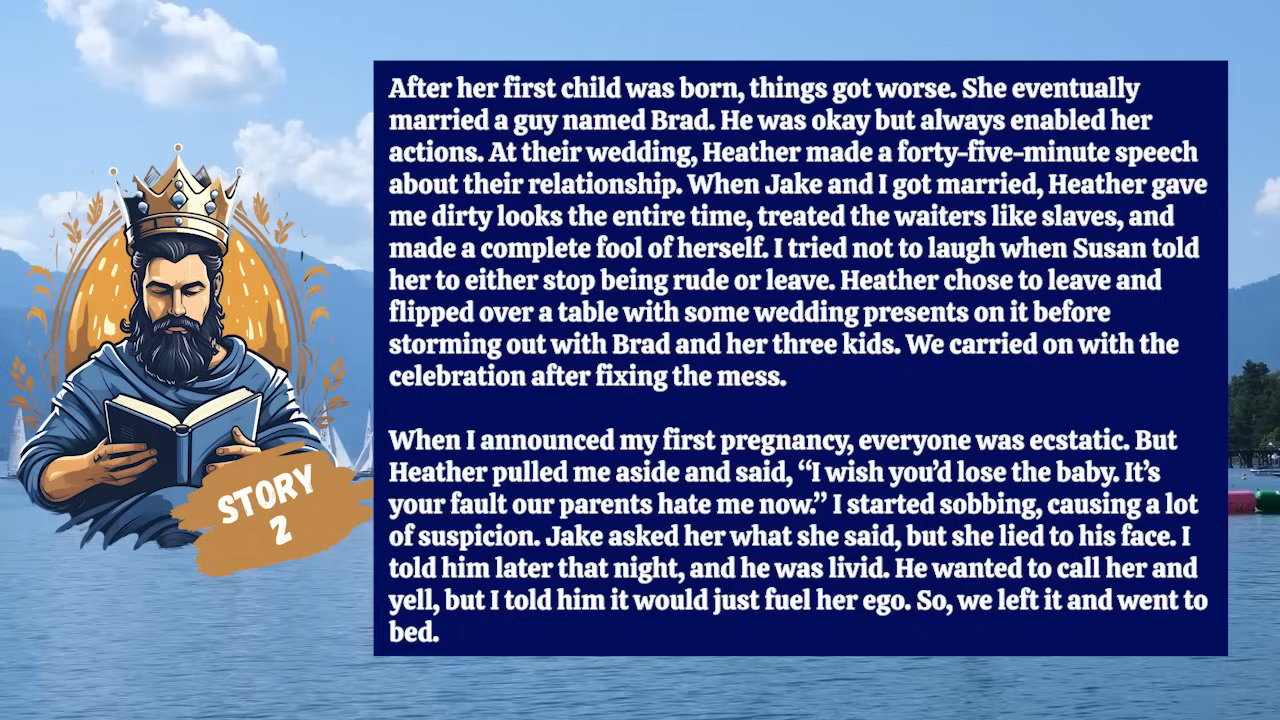 After her first child was born, things got worse. She eventually
married a guy named Brad. He was okay but always enabled her
actions. At their wedding, Heather made a forty-five-minute speech
about their relationship. When Jake and I got married, Heather gave
me dirty looks the entire time, treated the waiters like slaves, and
made a complete fool of herself. I tried not to laugh when Susan told
her to either stop being rude or leave. Heather chose to leave and
flipped over a table with some wedding presents on it before
storming out with Brad and her three kids. We carried on with the
celebration after fixing the mess.
When I announced my first pregnancy, everyone was ecstatic. But
Heather pulled me aside and said, “I wish you’d lose the baby. It’s
your fault our parents hate me now.” I started sobbing, causing a lot
of suspicion. Jake asked her what she said, but she lied to his face. I
told him later that night, and he was livid. He wanted to call her and
yell, but I told him it would just fuel her ego. So, we left it and went to
bed.
STORY
2